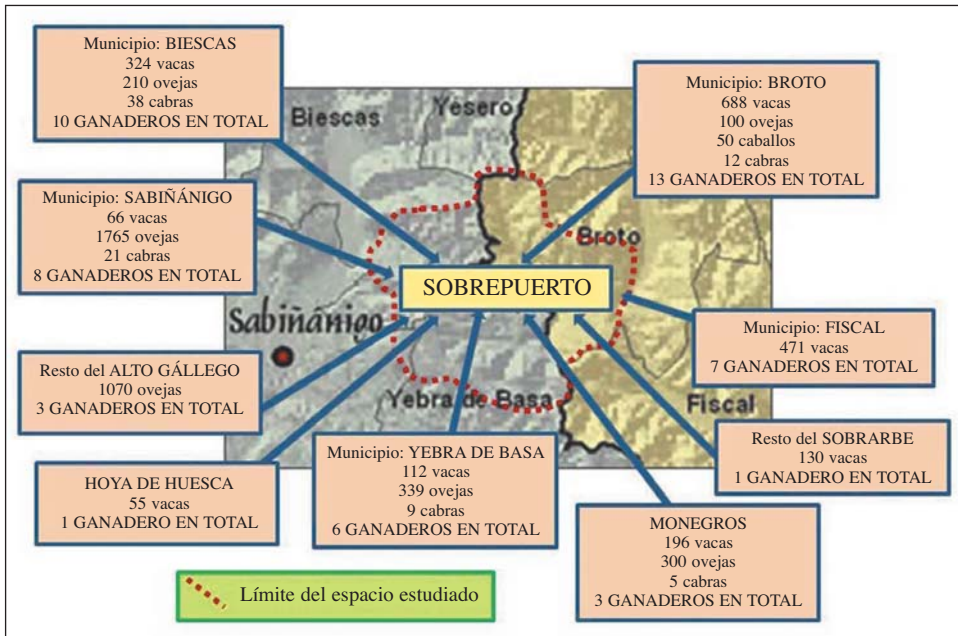 Municipio: BIESCAS
324 vacas
210 ovejas
38 cabras
10 GANADEROS EN TOTAL
Municipio: BROTO
688 vacas
100 ovejas
50 caballos
12 cabras
13 GANADEROS EN TOTAL
Biescas
Yesero
Municipio: SABIÑÁNIGO
66 vacas
1765 ovejas
21 cabras
8 GANADEROS EN TOTAL
Broto
SOBREPUERTO
Sabiñánigo
Municipio: FISCAL
471 vacas
7 GANADEROS EN TOTAL
Resto del ALTO GÁLLEGO
1070 ovejas
3 GANADEROS EN TOTAL
Yebra de Basa
Fiscal
Resto del SOBRARBE
130 vacas
1 GANADERO EN TOTAL
HOYA DE HUESCA
55 vacas
1 GANADERO EN TOTAL
Municipio: YEBRA DE BASA
112 vacas
339 ovejas
9 cabras
6 GANADEROS EN TOTAL
MONEGROS
196 vacas
300 ovejas
5 cabras
3 GANADEROS EN TOTAL
Límite del espacio estudiado